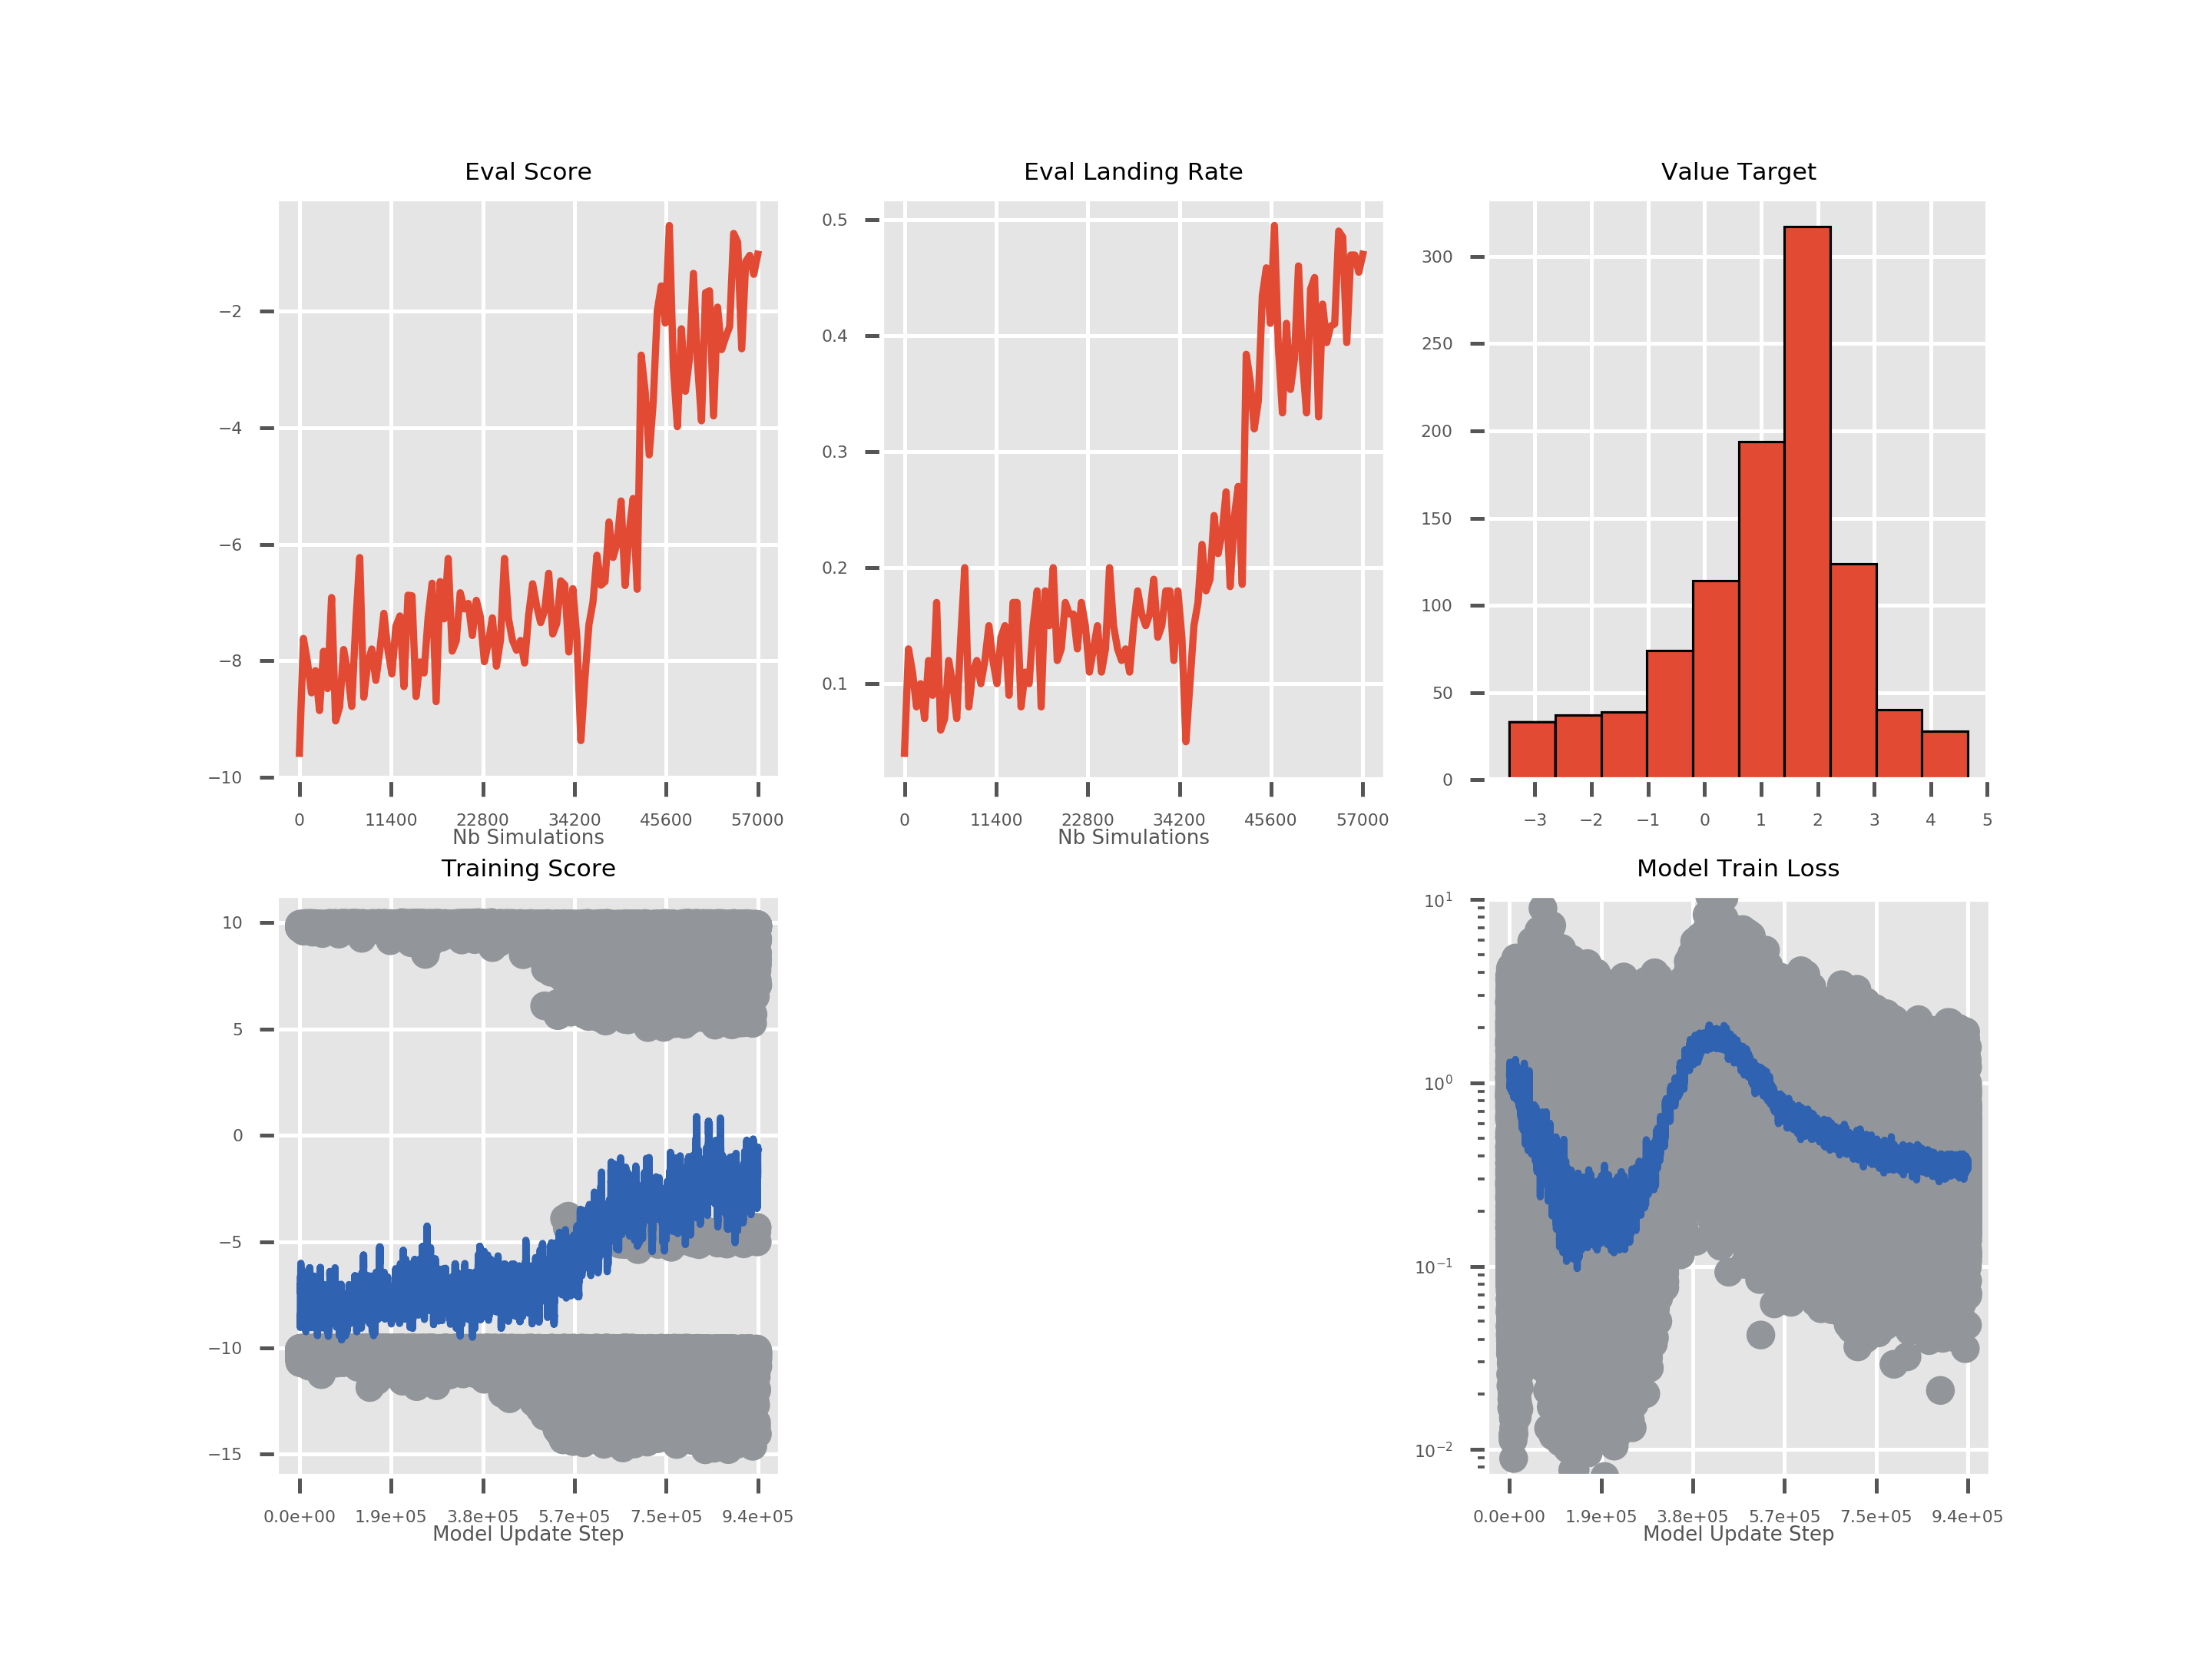 Eval Score
Eval Landing Rate
Value Target
−2
−4
−6
−8
−10
0 11400 22800 34200 45600 57000
Nb Simulations
0.5
0.4
0.3
0.2
0.1
0 11400 22800 34200 45600 57000
Nb Simulations
300
250
200
150
100
50
0
−3 −2 −1 0 1 2 3 4 5
Training Score
Model Train Loss
10
5
0
−5
−10
−15
0.0e+00 1.9e+05 3.8e+05 5.7e+05 7.5e+05 9.4e+05
Model Update Step
10¹
10⁰
10⁻¹
10⁻²
0.0e+00 1.9e+05 3.8e+05 5.7e+05 7.5e+05 9.4e+05
Model Update Step